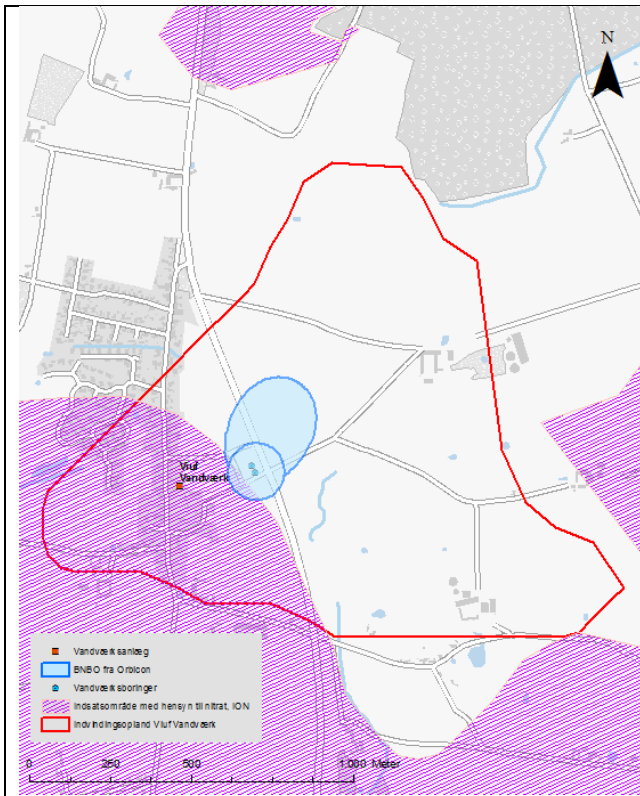 N
Viuf
Vandværk
Vandværksanlæg
BNBO fra Orbicon
Vandværksboringer
Indsatsområde med hensyn til nitrat, ION
Indvindingsopland Viuf Vandværk
0 250 500 1.000 Meter